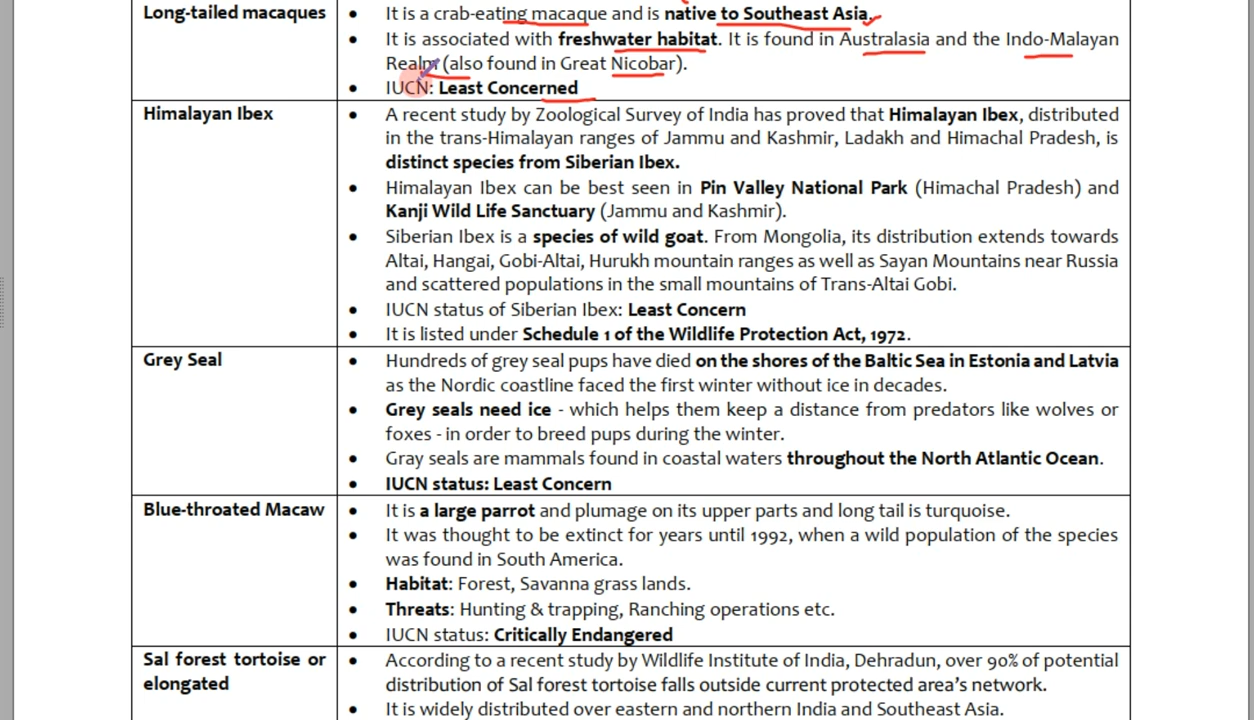 Long-tailed macaques
• It is a crab-eating macaque and is native to Southeast Asia.
• It is associated with freshwater habitat. It is found in Australasia and the Indo-Malayan
Realm (also found in Great Nicobar).
• IUCN: Least Concerned
Himalayan Ibex
• A recent study by Zoological Survey of India has proved that Himalayan Ibex, distributed
in the trans-Himalayan ranges of Jammu and Kashmir, Ladakh and Himachal Pradesh, is
distinct species from Siberian Ibex.
• Himalayan Ibex can be best seen in Pin Valley National Park (Himachal Pradesh) and
Kanji Wild Life Sanctuary (Jammu and Kashmir).
• Siberian Ibex is a species of wild goat. From Mongolia, its distribution extends towards
Altai, Hangai, Gobi-Altai, Hurukh mountain ranges as well as Sayan Mountains near Russia
and scattered populations in the small mountains of Trans-Altai Gobi.
• IUCN status of Siberian Ibex: Least Concern
• It is listed under Schedule 1 of the Wildlife Protection Act, 1972.
Grey Seal
• Hundreds of grey seal pups have died on the shores of the Baltic Sea in Estonia and Latvia
as the Nordic coastline faced the first winter without ice in decades.
• Grey seals need ice - which helps them keep a distance from predators like wolves or
foxes - in order to breed pups during the winter.
• Gray seals are mammals found in coastal waters throughout the North Atlantic Ocean.
• IUCN status: Least Concern
Blue-throated Macaw
• It is a large parrot and plumage on its upper parts and long tail is turquoise.
• It was thought to be extinct for years until 1992, when a wild population of the species
was found in South America.
• Habitat: Forest, Savanna grass lands.
• Threats: Hunting & trapping, Ranching operations etc.
• IUCN status: Critically Endangered
Sal forest tortoise or
elongated
• According to a recent study by Wildlife Institute of India, Dehradun, over 90% of potential
distribution of Sal forest tortoise falls outside current protected area's network.
• It is widely distributed over eastern and northern India and Southeast Asia.